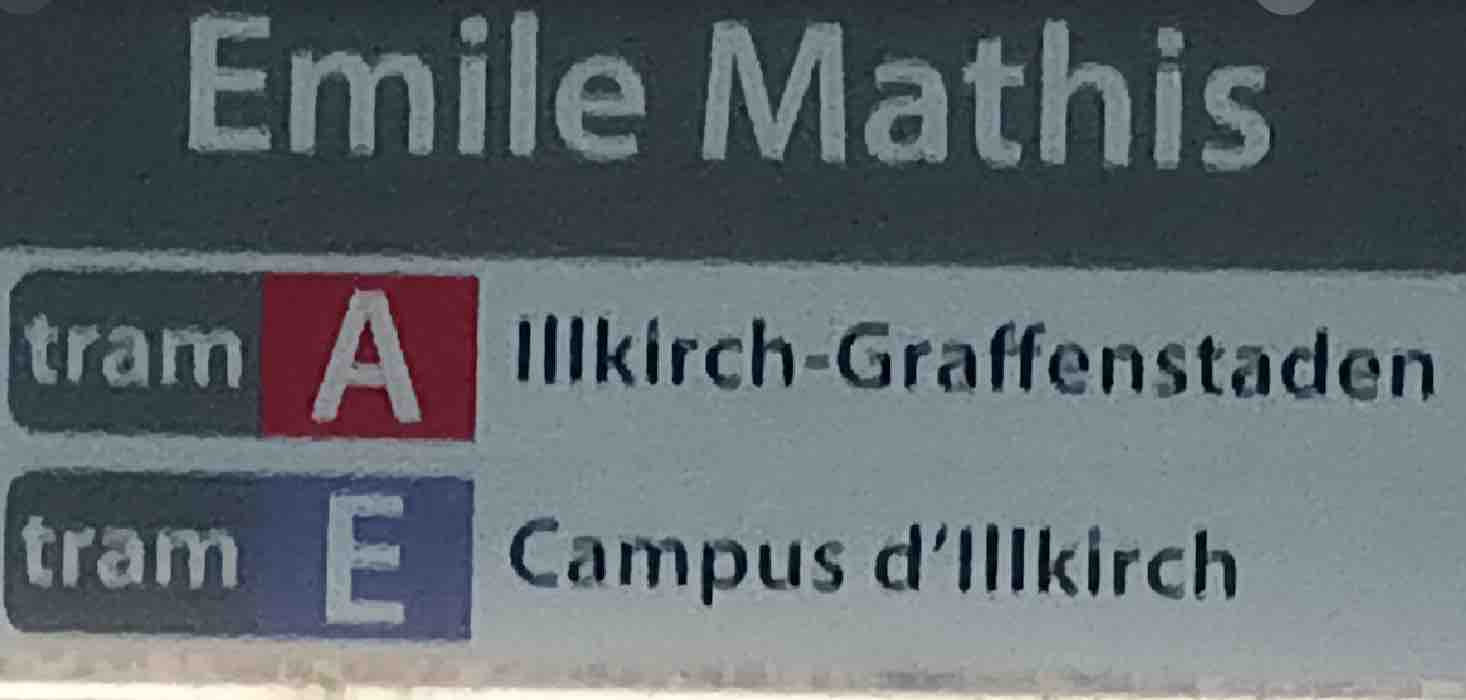 Emile Mathis
tram A Illkirch-Graffenstaden
tram E Campus d'Illkirch